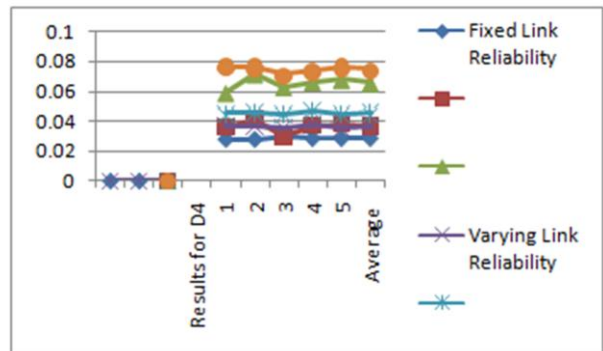 0.1
0.08
0.06
0.04
0.02
0
Results for D4
1
2
3
4
5
Average
Fixed Link
Reliability
Varying Link
Reliability